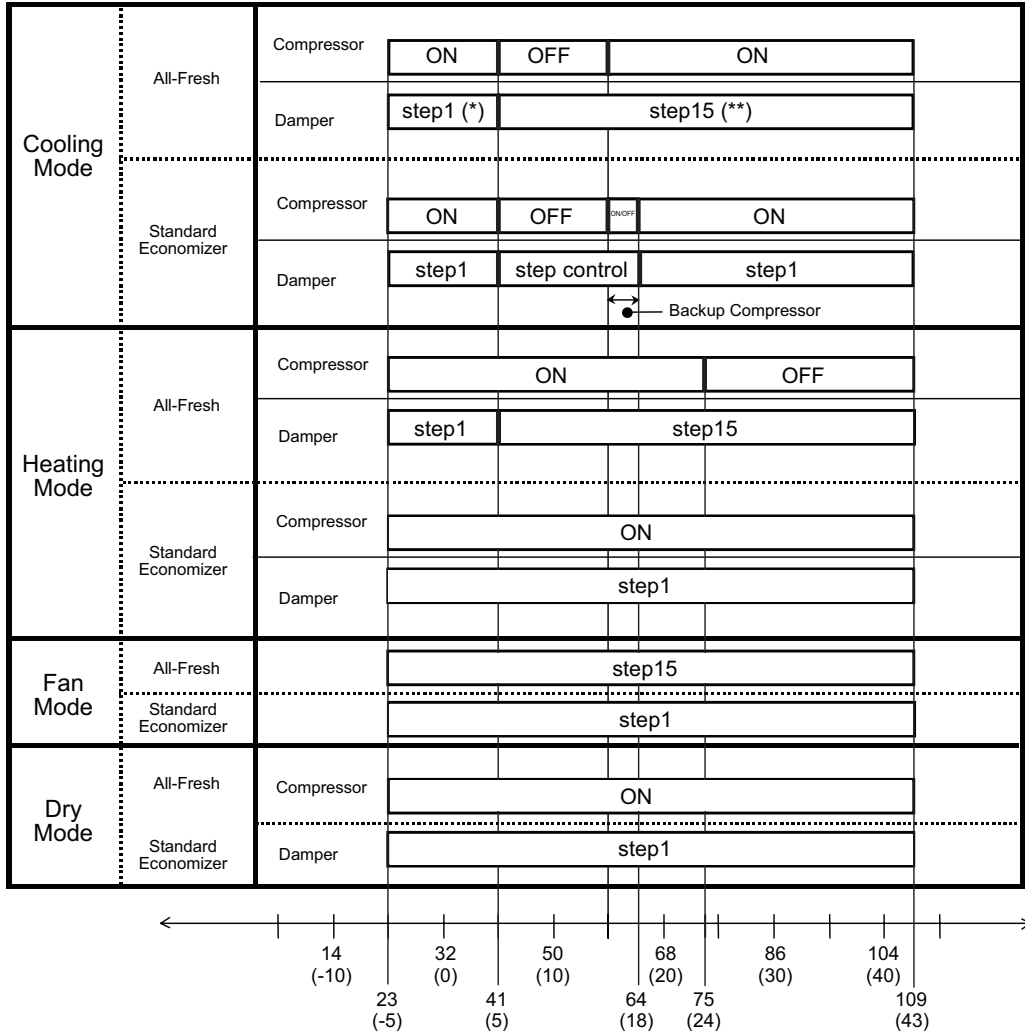 Cooling
Mode
All-Fresh
Compressor
ON
OFF
ON
Damper
step1 (*)
step15 (**)
Standard
Economizer
Compressor
ON
OFF
ON/OFF
ON
Damper
step1
step control
step1
Backup Compressor
Heating
Mode
All-Fresh
Compressor
ON
OFF
Damper
step1
step15
Standard
Economizer
Compressor
ON
Damper
step1
Fan
Mode
All-Fresh
step15
Standard
Economizer
step1
Dry
Mode
All-Fresh
Compressor
ON
Standard
Economizer
Damper
step1
14 32 50 68 86 104
(-10) (0) (10) (20) (30) (40)
23 41 64 75 109
(-5) (5) (18) (24) (43)